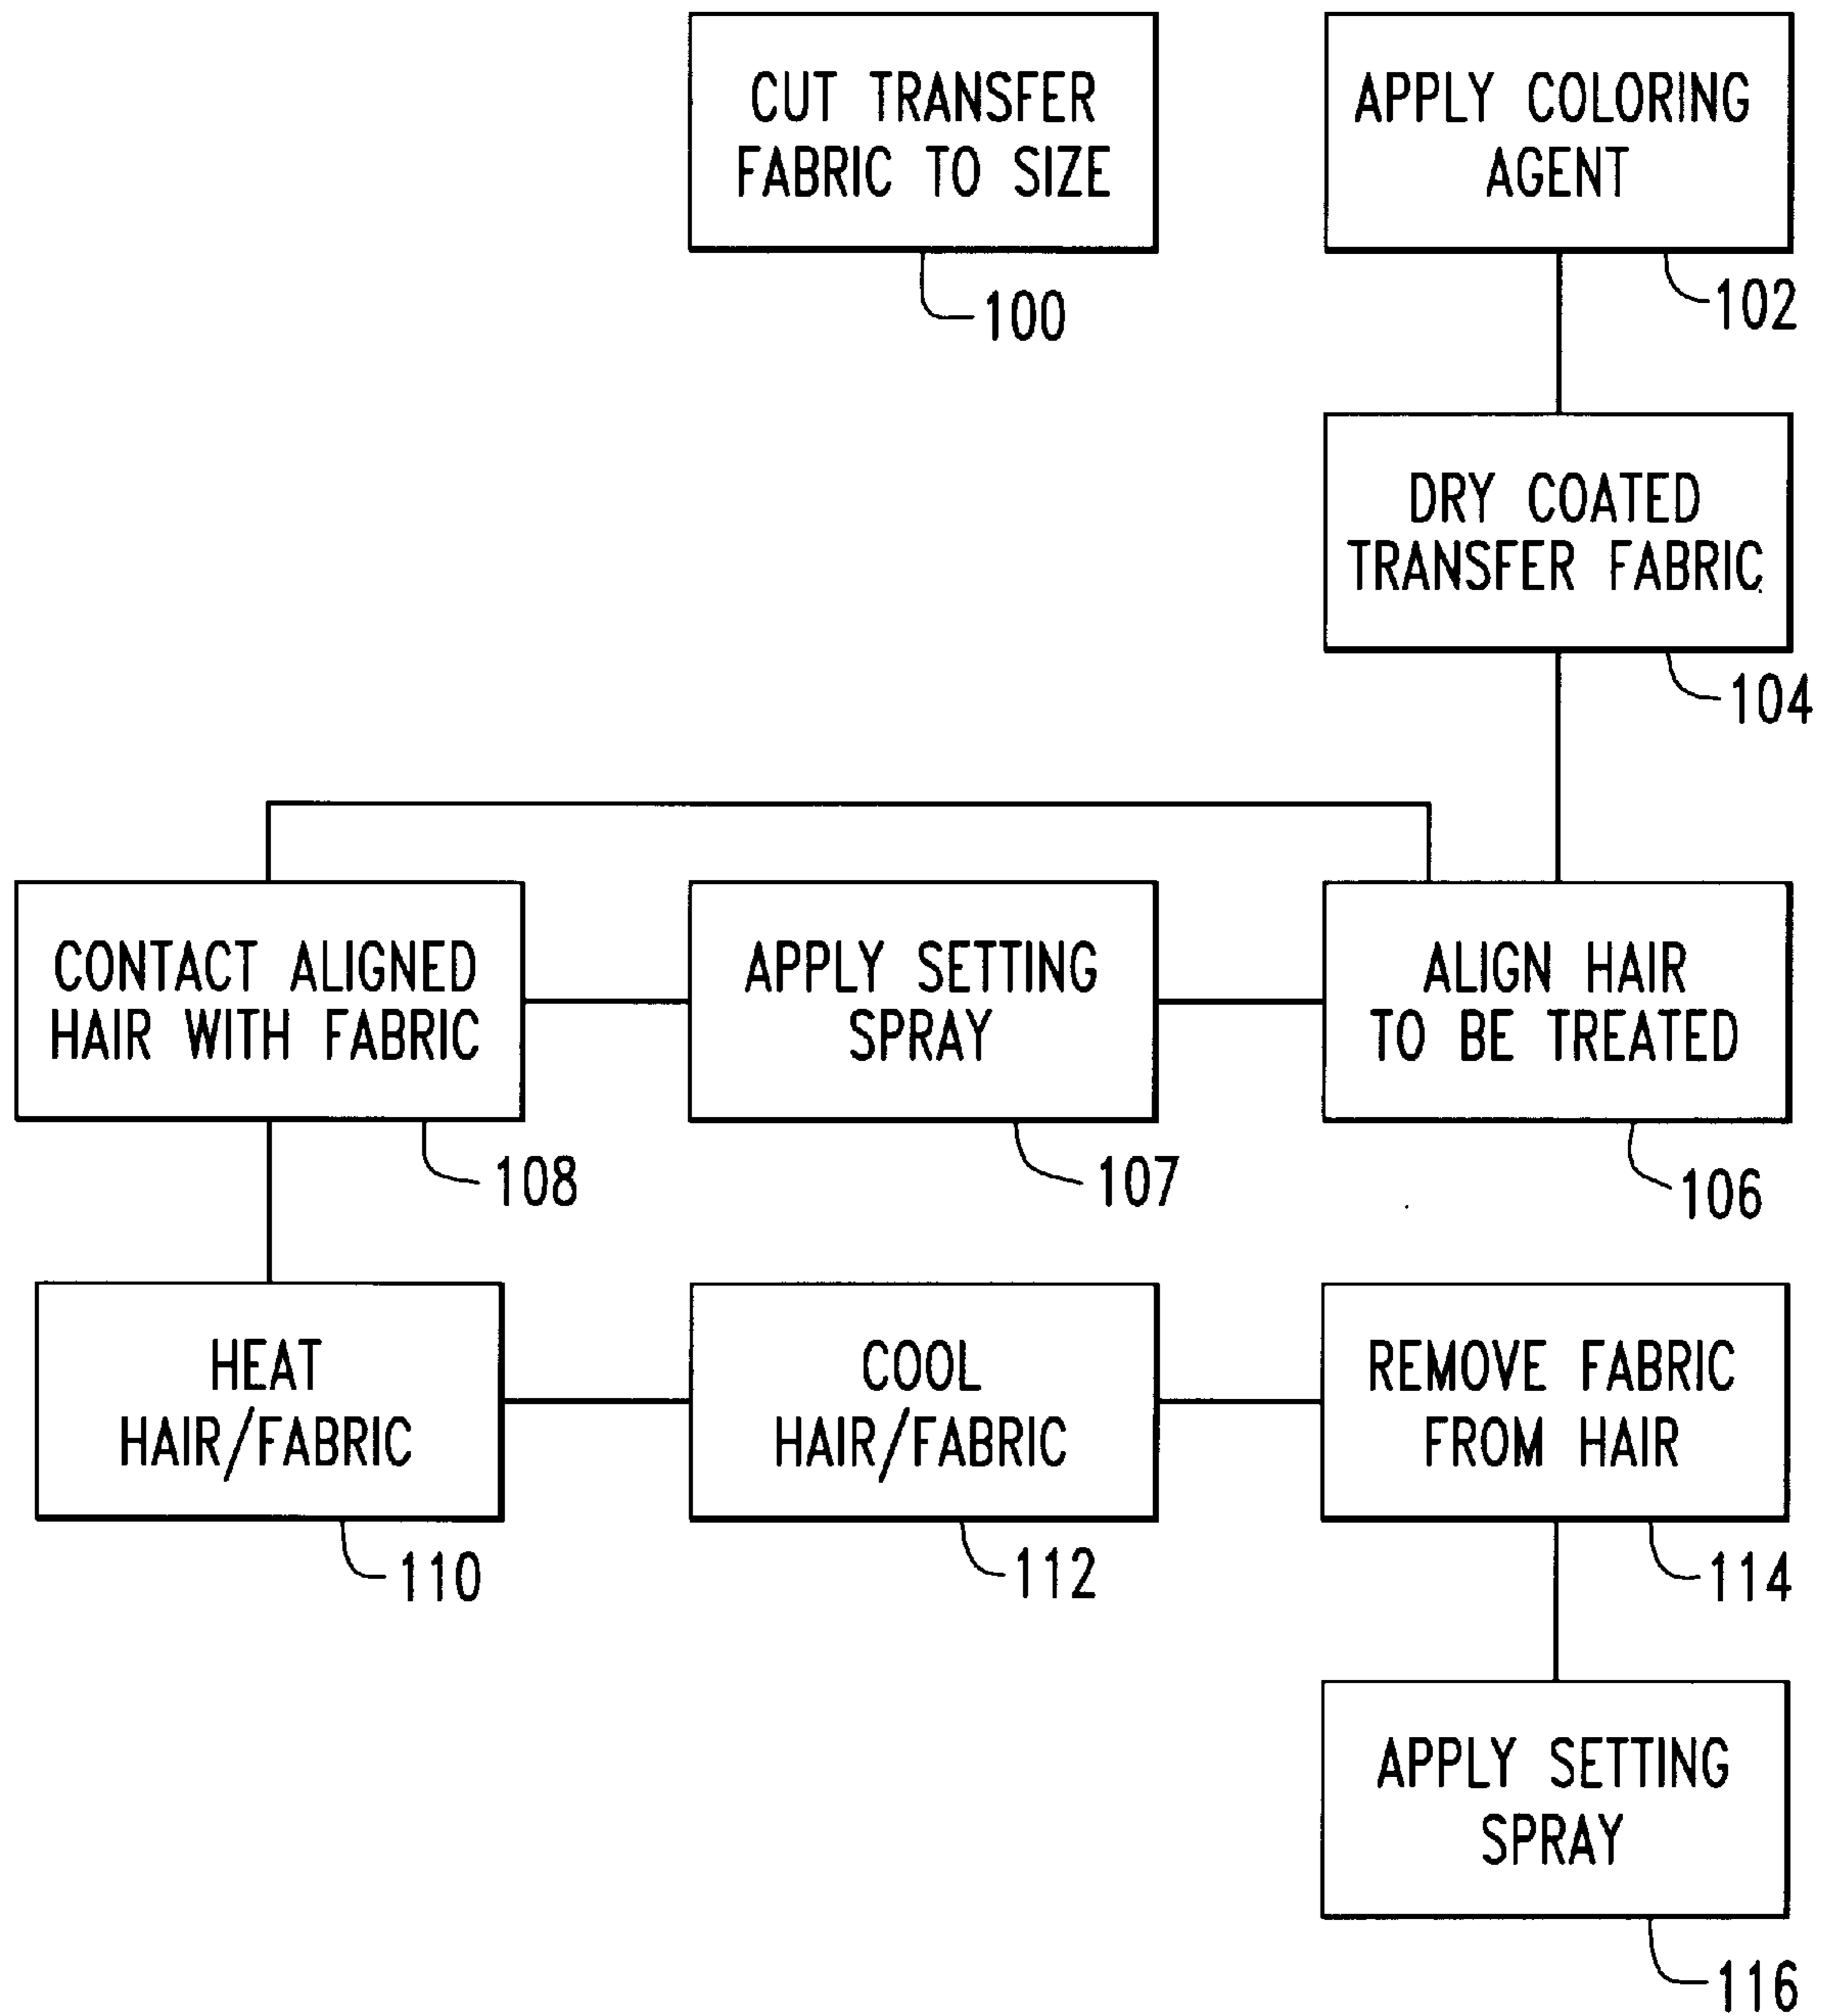 CUT TRANSFER
FABRIC TO SIZE
100
APPLY COLORING
AGENT
102
DRY COATED
TRANSFER FABRIC
104
CONTACT ALIGNED
HAIR WITH FABRIC
108
APPLY SETTING
SPRAY
107
ALIGN HAIR
TO BE TREATED
106
HEAT
HAIR/FABRIC
110
COOL
HAIR/FABRIC
112
REMOVE FABRIC
FROM HAIR
114
APPLY SETTING
SPRAY
116